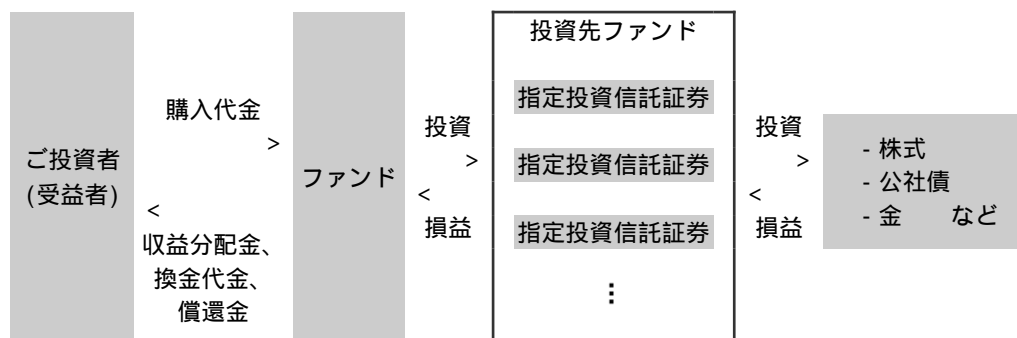 ご投資者
(受益者)
購入代金
>
<
収益分配金、
換金代金、
償還金
ファンド
投資
>
<
損益
投資先ファンド
指定投資信託証券
指定投資信託証券
指定投資信託証券
⋮
投資
>
<
損益
- 株式
- 公社債
- 金　　など